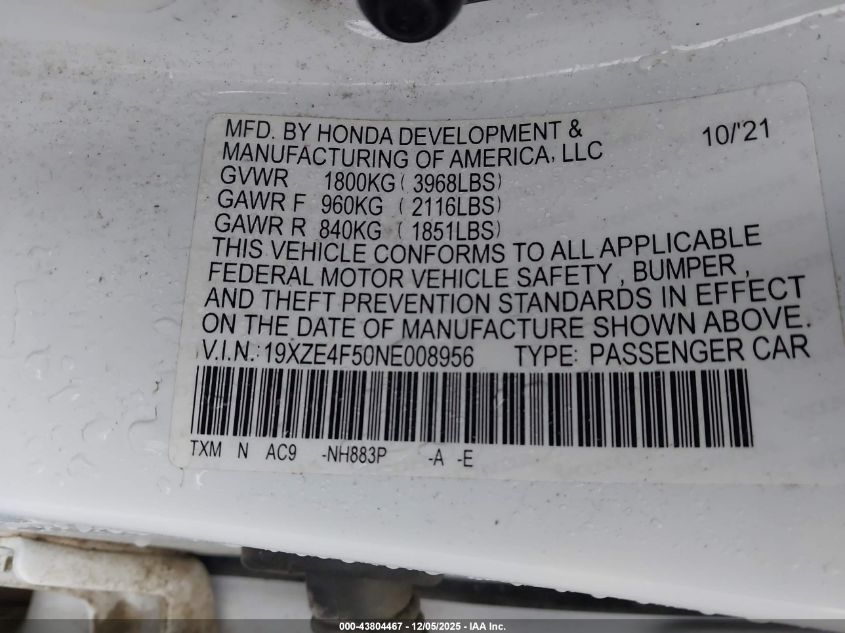 MFD. BY HONDA DEVELOPMENT & 10/'21
MANUFACTURING OF AMERICA, LLC
GVWR 1800KG ( 3968LBS)
GAWR F 960KG ( 2116LBS)
GAWR R 840KG ( 1851LBS)
THIS VEHICLE CONFORMS TO ALL APPLICABLE
FEDERAL MOTOR VEHICLE SAFETY , BUMPER ,
AND THEFT PREVENTION STANDARDS IN EFFECT
ON THE DATE OF MANUFACTURE SHOWN ABOVE.
V.I.N.: 19XZE4F50NE008956 TYPE: PASSENGER CAR
TXM N AC9 -NH883P -A -E
000-43804467 - 12/05/2025 - IAA Inc.